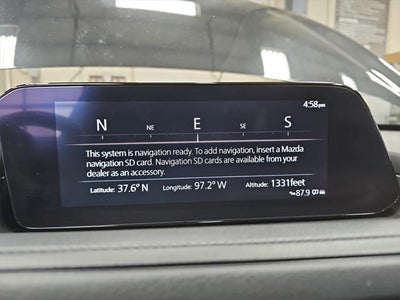 4:58pm
N NE E SE S
This system is navigation ready. To add navigation, insert a Mazda
navigation SD card. Navigation SD cards are available from your
dealer as an accessory.
Latitude: 37.6° N Longitude: 97.2° W Altitude: 1331feet
87.9